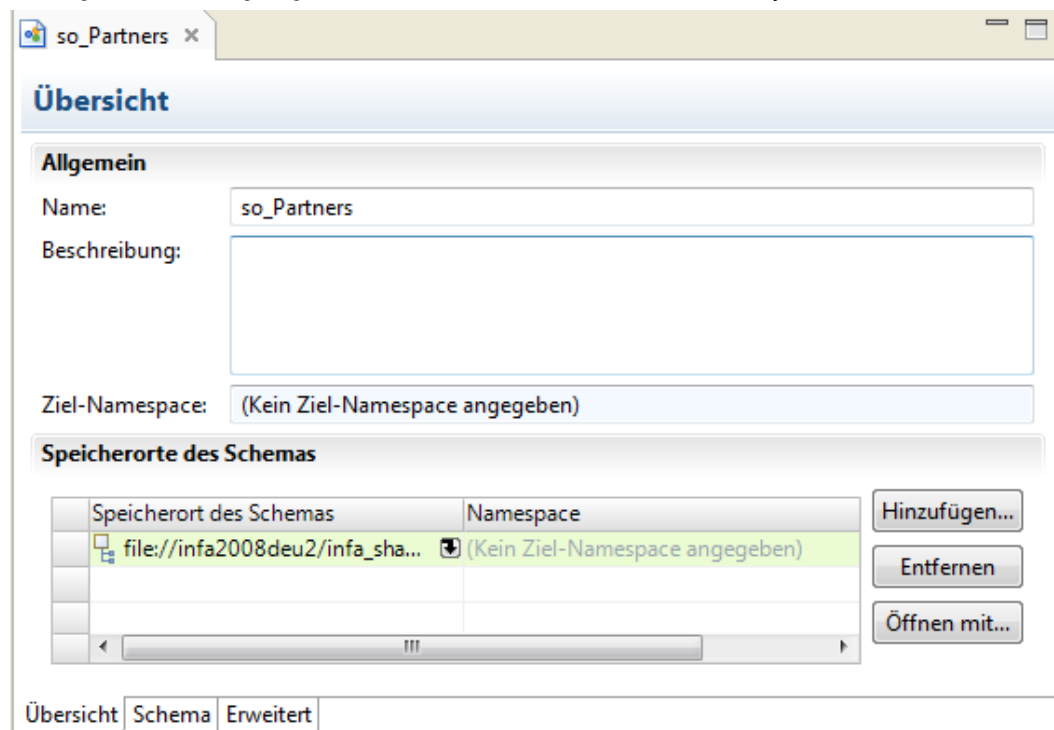 so_Partners
Übersicht
Allgemein
Name: so_Partners
Beschreibung:
Ziel-Namespace: (Kein Ziel-Namespace angegeben)
Speicherorte des Schemas
Speicherort des Schemas Namespace Hinzufügen...
file://infa2008deu2/infa_sha... (Kein Ziel-Namespace angegeben)
Entfernen
Öffnen mit...
Übersicht Schema Erweitert